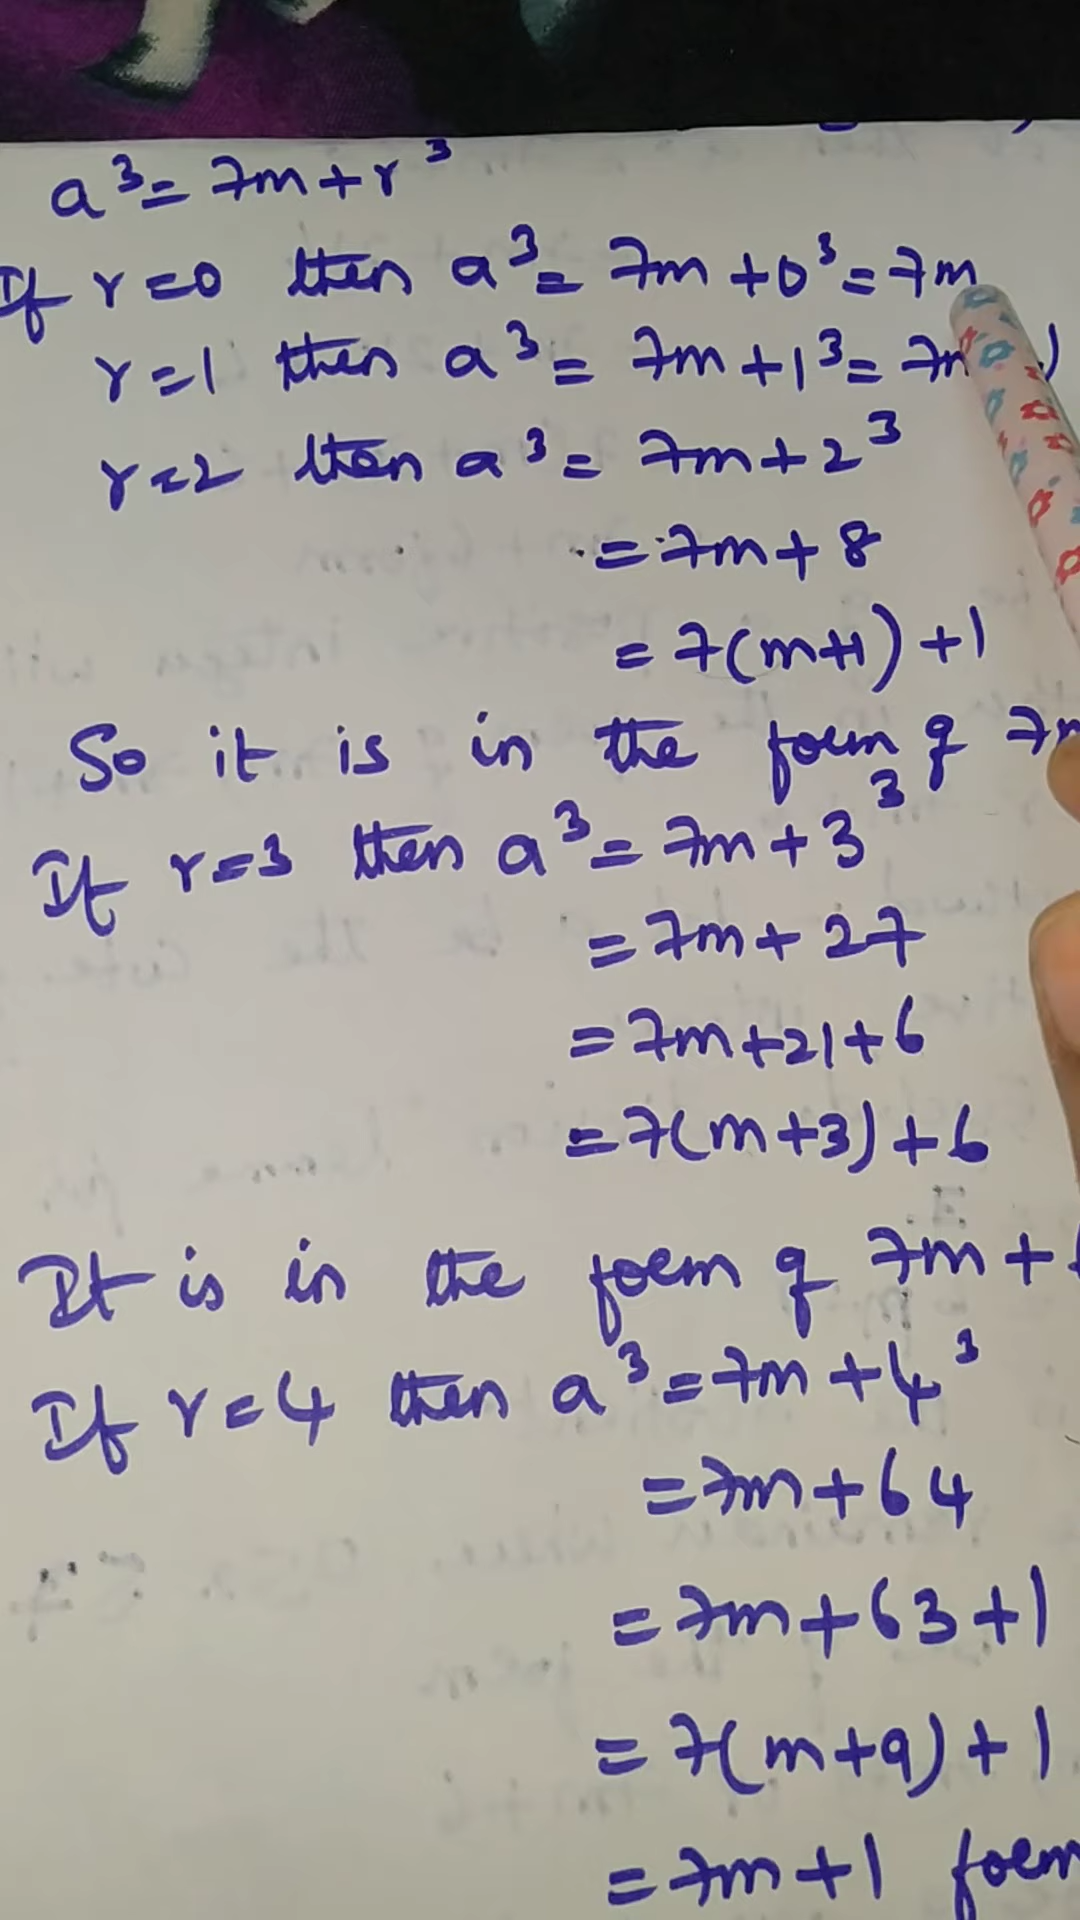 a³ = 7m + r³
If r=0 then a³ = 7m + 0³ = 7m
r=1 then a³ = 7m + 1³ =
r=2 then a³ = 7m + 2³
= 7m + 8
= 7(m+1) + 1
So it is in the form of
If r=3 then a³ = 7m + 3³
= 7m + 27
= 7m + 21 + 6
= 7(m+3) + 6
It is in the form of 7m +
If r=4 then a³ = 7m + 4³
= 7m + 64
= 7m + 63 + 1
= 7(m+9) + 1
= 7m + 1 form